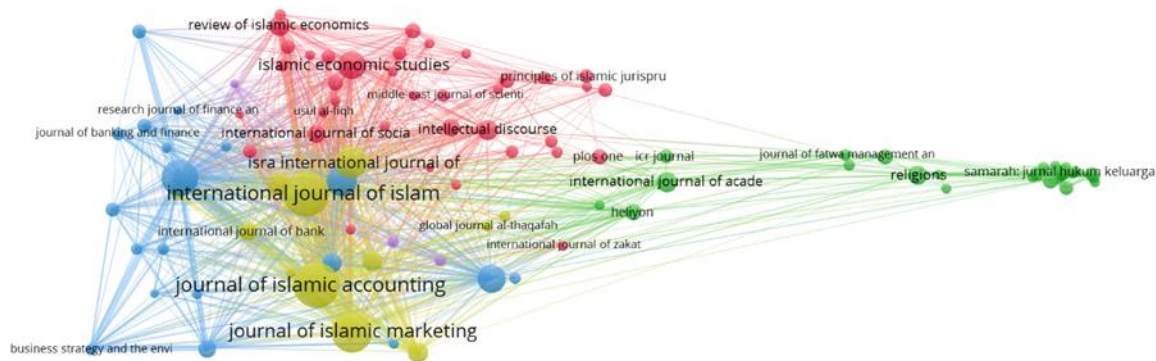 review of islamic economics
islamic economic studies
principles of islamic jurispru
middle-east journal of scienti
research journal of finance an
usul al-fiqh
journal of banking and finance
international journal of socia
intellectual discourse
isra international journal of
plos one
icr journal
journal of fatwa management an
international journal of islam
international journal of acade
religions
samarah: jurnal hukum keluarga
heliyon
global journal al-thaqafah
international journal of bank
international journal of zakat
journal of islamic accounting
journal of islamic marketing
business strategy and the envi